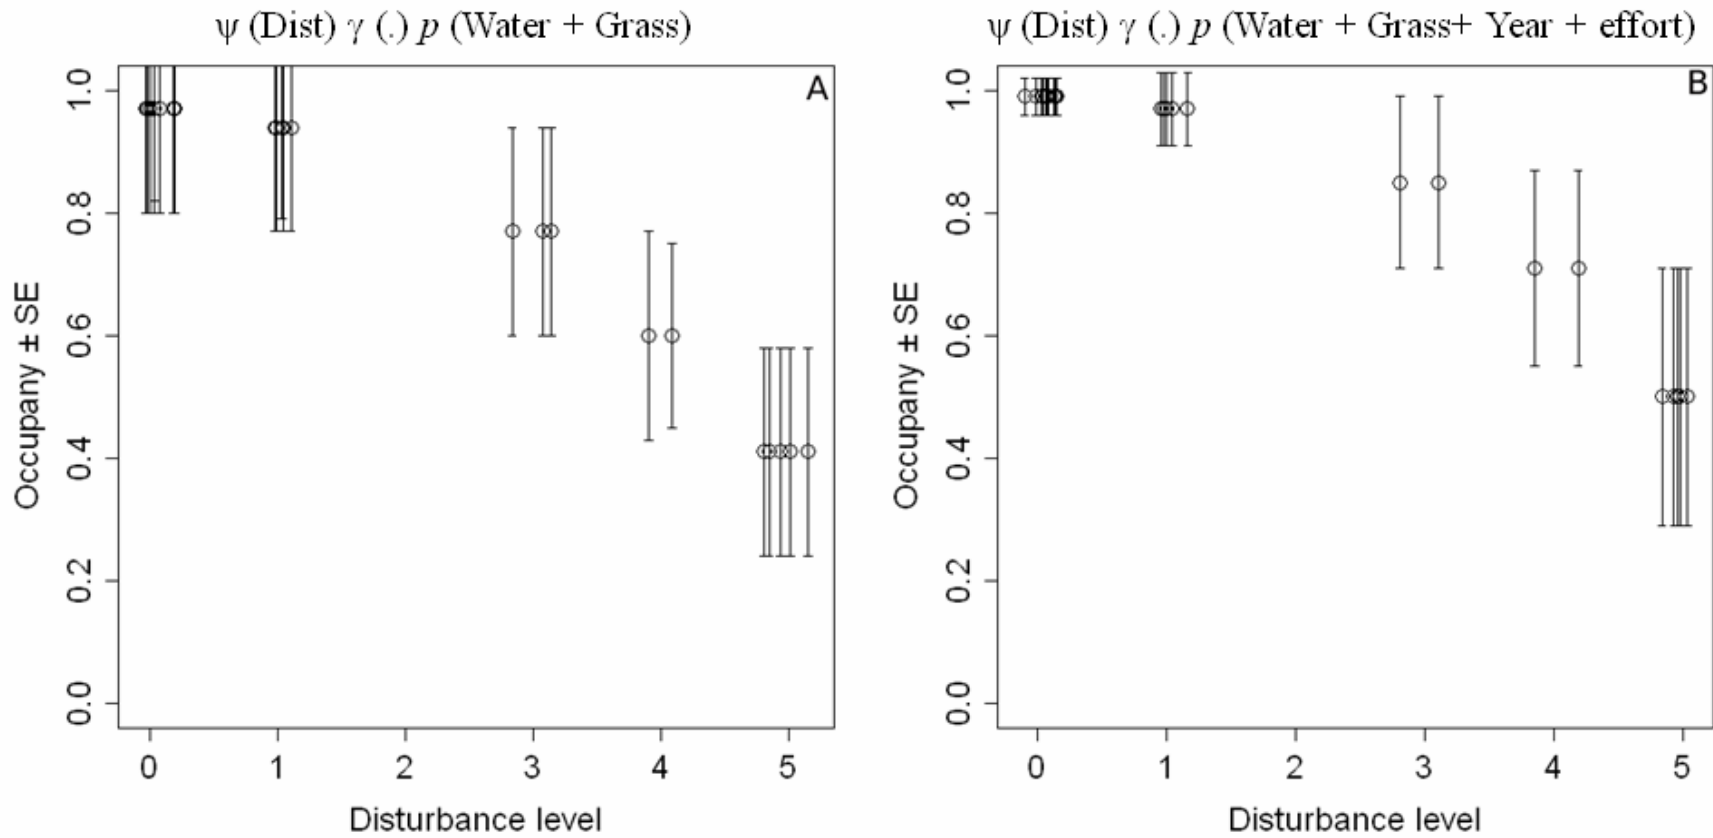 ψ (Dist) γ (.) p (Water + Grass)
A
1.0
0.8
0.6
0.4
0.2
0.0
Occupany ± SE
0 1 2 3 4 5
Disturbance level
ψ (Dist) γ (.) p (Water + Grass+ Year + effort)
B
1.0
0.8
0.6
0.4
0.2
0.0
Occupany ± SE
0 1 2 3 4 5
Disturbance level